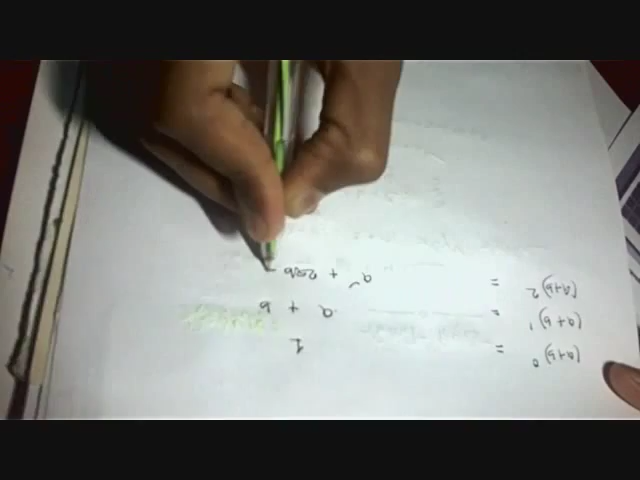 (a+b)⁰ = 1
(a+b)¹ = a + b
(a+b)² = a² + 2ab